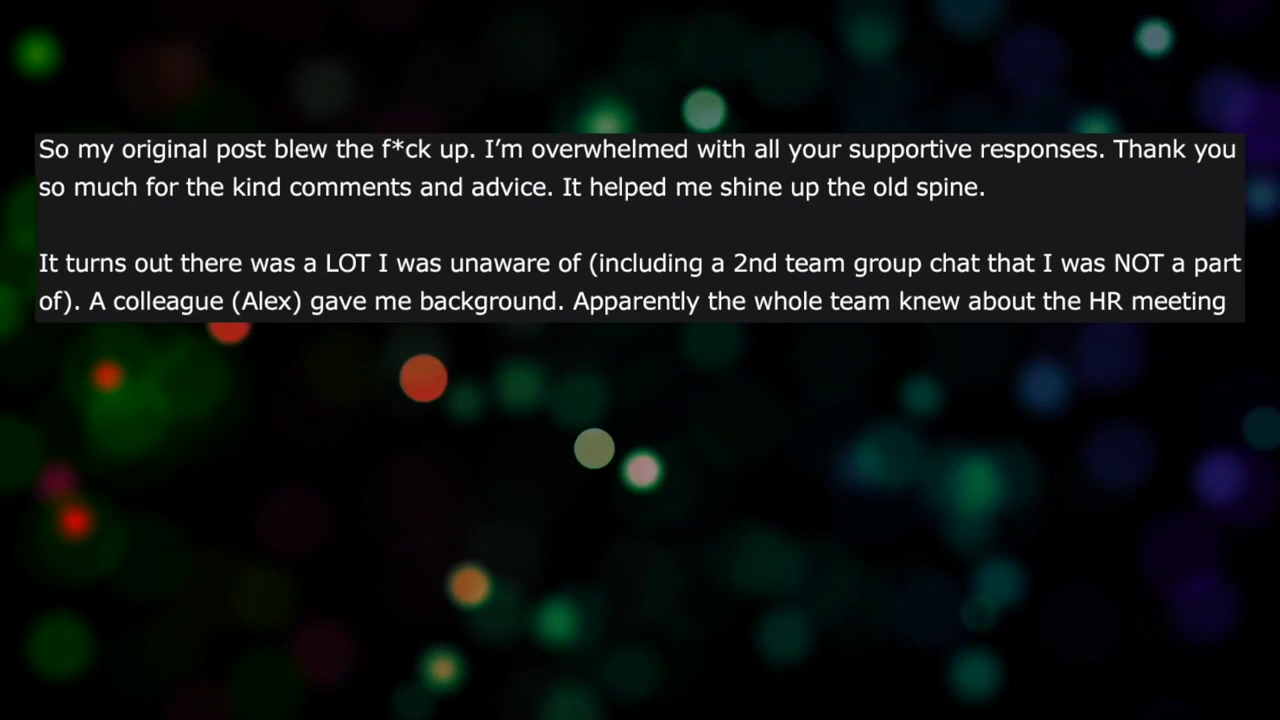 So my original post blew the f*ck up. I’m overwhelmed with all your supportive responses. Thank you
so much for the kind comments and advice. It helped me shine up the old spine.
It turns out there was a LOT I was unaware of (including a 2nd team group chat that I was NOT a part
of). A colleague (Alex) gave me background. Apparently the whole team knew about the HR meeting